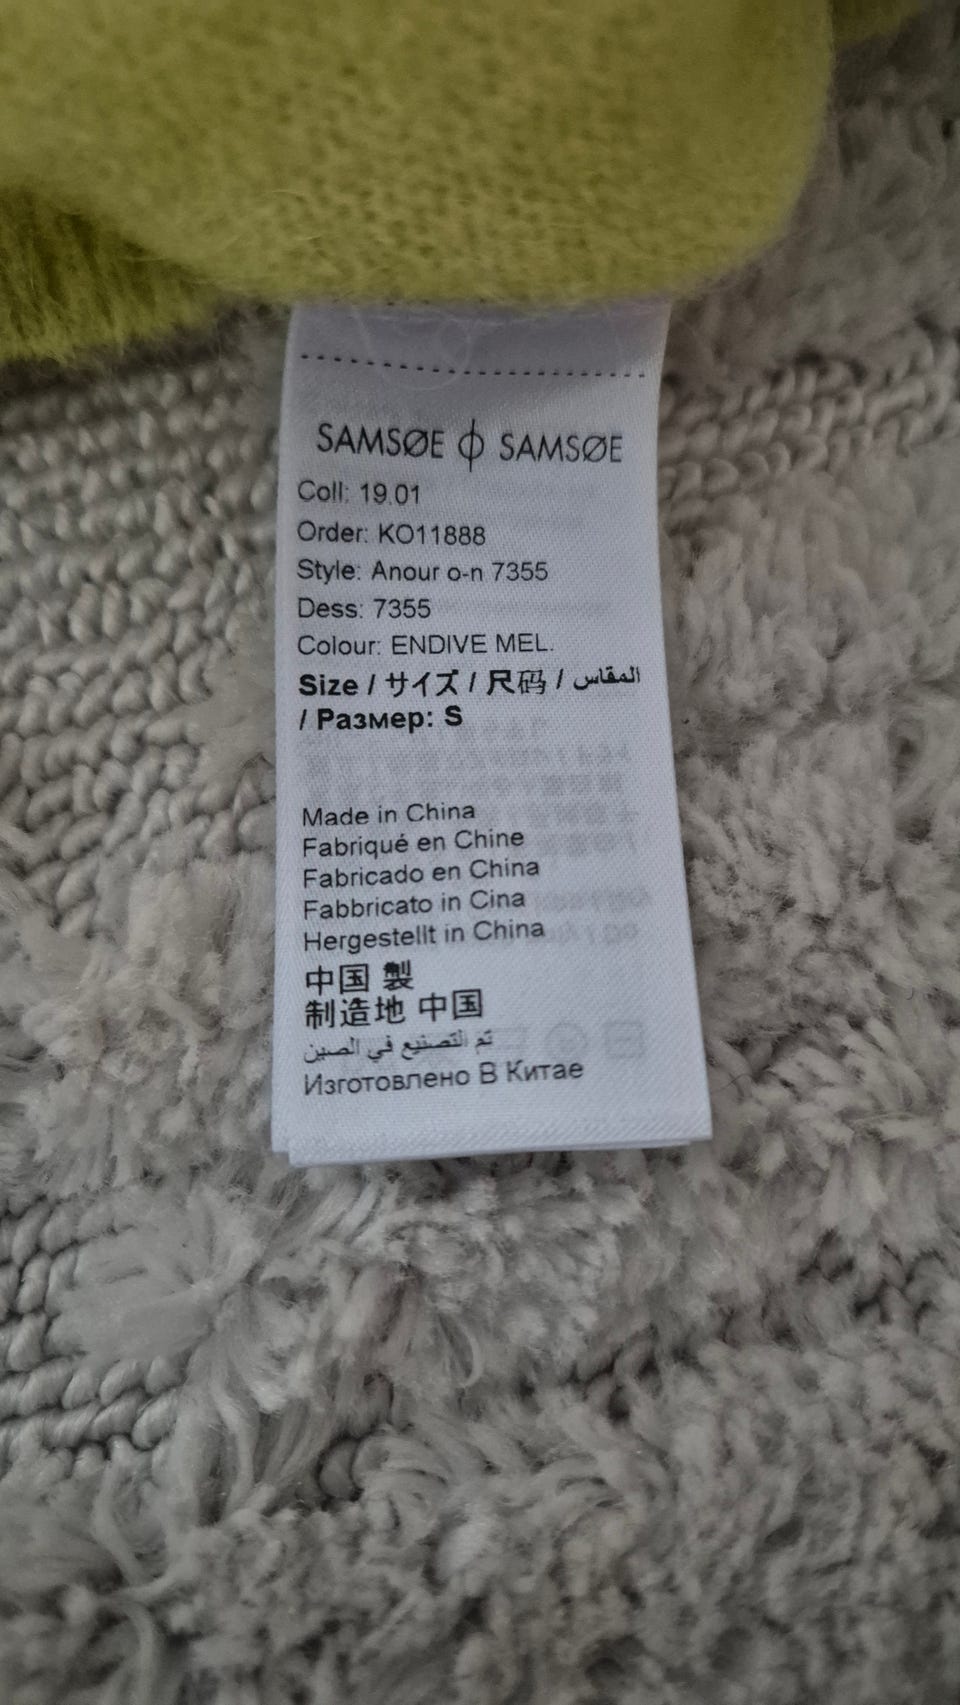 SAMSØE ϕ SAMSØE
Coll: 19.01
Order: KO11888
Style: Anour o-n 7355
Dess: 7355
Colour: ENDIVE MEL.
Size / サイズ / 尺码 / المقاس
/ Размер: S
Made in China
Fabriqué en Chine
Fabricado en China
Fabbricato in Cina
Hergestellt in China
中国 製
制造地 中国
تم التصنيع في الصين
Изготовлено В Китае